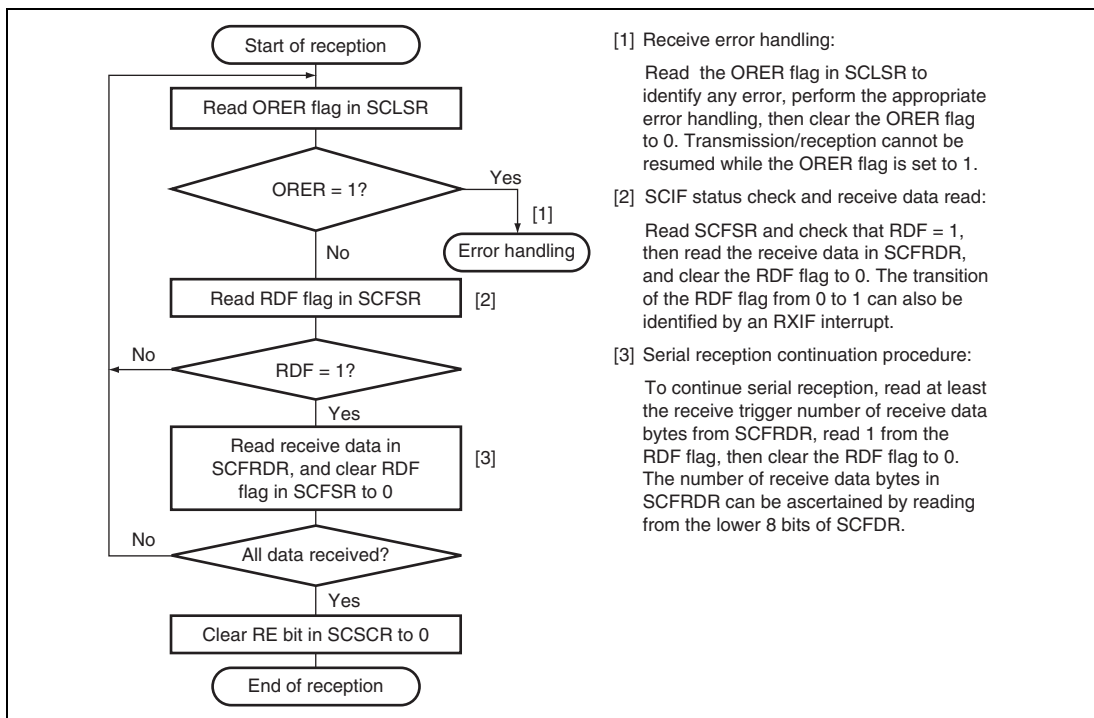 Start of reception
Read ORER flag in SCLSR
ORER = 1?
Yes
[1]
Error handling
No
Read RDF flag in SCFSR
[2]
No
RDF = 1?
Yes
Read receive data in
SCFRDR, and clear RDF
flag in SCFSR to 0
[3]
No
All data received?
Yes
Clear RE bit in SCSCR to 0
End of reception
[1] Receive error handling:
Read the ORER flag in SCLSR to
identify any error, perform the appropriate
error handling, then clear the ORER flag
to 0. Transmission/reception cannot be
resumed while the ORER flag is set to 1.
[2] SCIF status check and receive data read:
Read SCFSR and check that RDF = 1,
then read the receive data in SCFRDR,
and clear the RDF flag to 0. The transition
of the RDF flag from 0 to 1 can also be
identified by an RXIF interrupt.
[3] Serial reception continuation procedure:
To continue serial reception, read at least
the receive trigger number of receive data
bytes from SCFRDR, read 1 from the
RDF flag, then clear the RDF flag to 0.
The number of receive data bytes in
SCFRDR can be ascertained by reading
from the lower 8 bits of SCFDR.